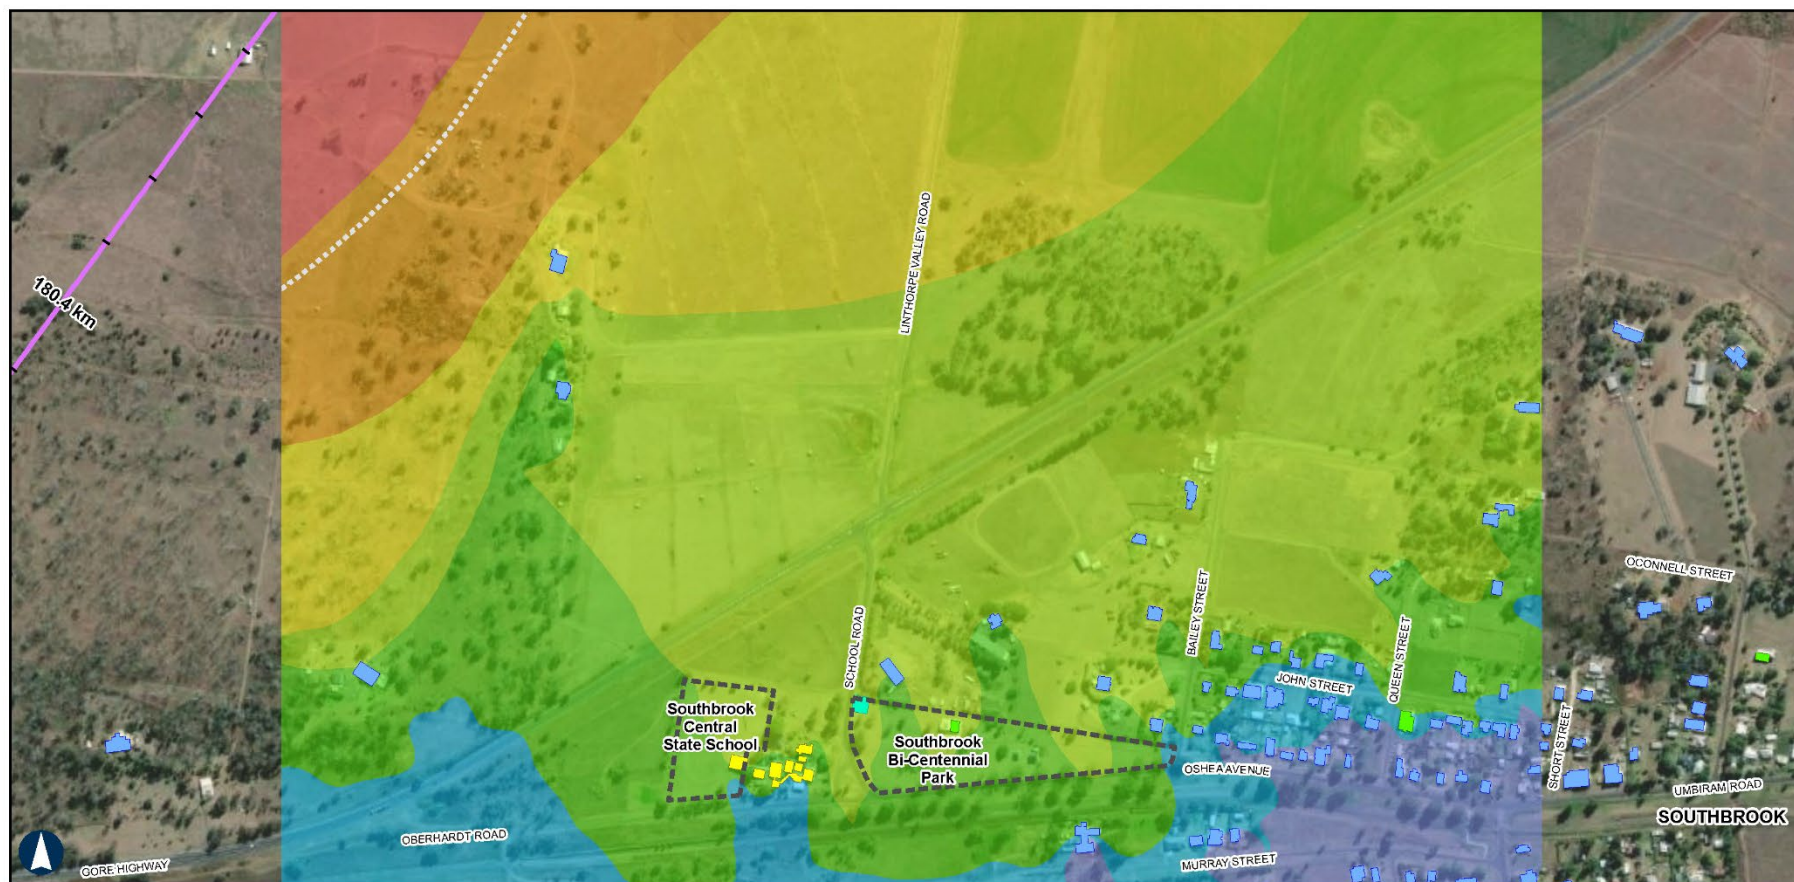 LINTHORPE VALLEY ROAD
180.4 km
OCONNELL STREET
BAILEY STREET
SCHOOL ROAD
QUEEN STREET
JOHN STREET
Southbrook
Central
State School
Southbrook
Bi-Centennial
Park
SHORT STREET
OSHEA AVENUE
UMBIRAM ROAD
SOUTHBROOK
OBERHARDT ROAD
MURRAY STREET
GORE HIGHWAY